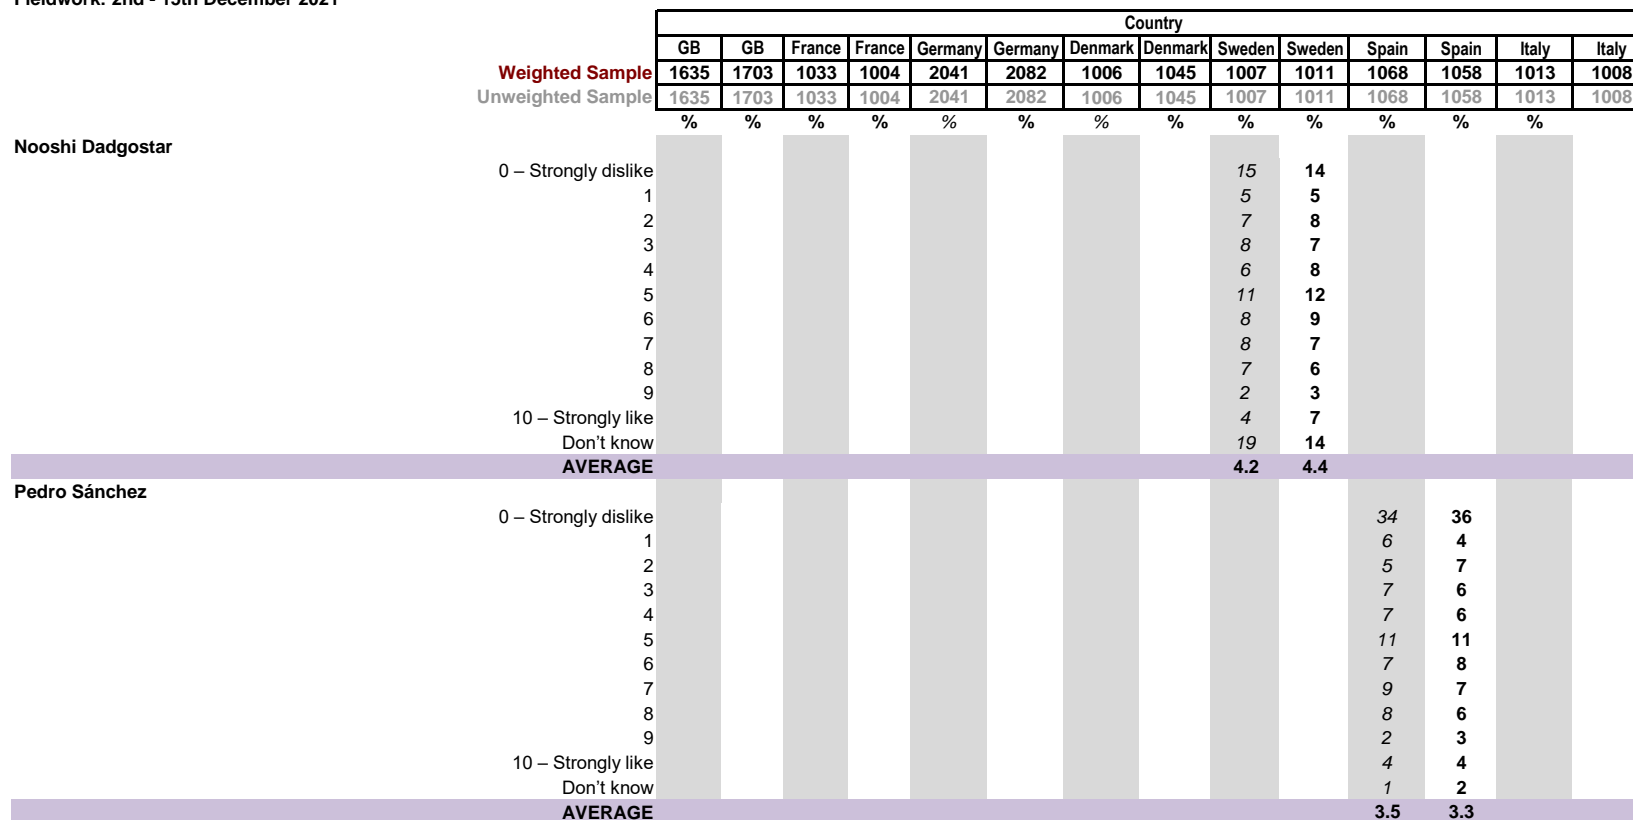 Fieldwork: 2nd - 15th December 2021
Country
GB GB France France Germany Germany Denmark Denmark Sweden Sweden Spain Spain Italy Italy
Weighted Sample 1635 1703 1033 1004 2041 2082 1006 1045 1007 1011 1068 1058 1013 1008
Unweighted Sample 1635 1703 1033 1004 2041 2082 1006 1045 1007 1011 1068 1058 1013 1008
% % % % % % % % % % % % %
Nooshi Dadgostar
0 – Strongly dislike 15 14
1 5 5
2 7 8
3 8 7
4 6 8
5 11 12
6 8 9
7 8 7
8 7 6
9 2 3
10 – Strongly like 4 7
Don't know 19 14
AVERAGE 4.2 4.4
Pedro Sánchez
0 – Strongly dislike 34 36
1 6 4
2 5 7
3 7 6
4 7 6
5 11 11
6 7 8
7 9 7
8 8 6
9 2 3
10 – Strongly like 4 4
Don't know 1 2
AVERAGE 3.5 3.3